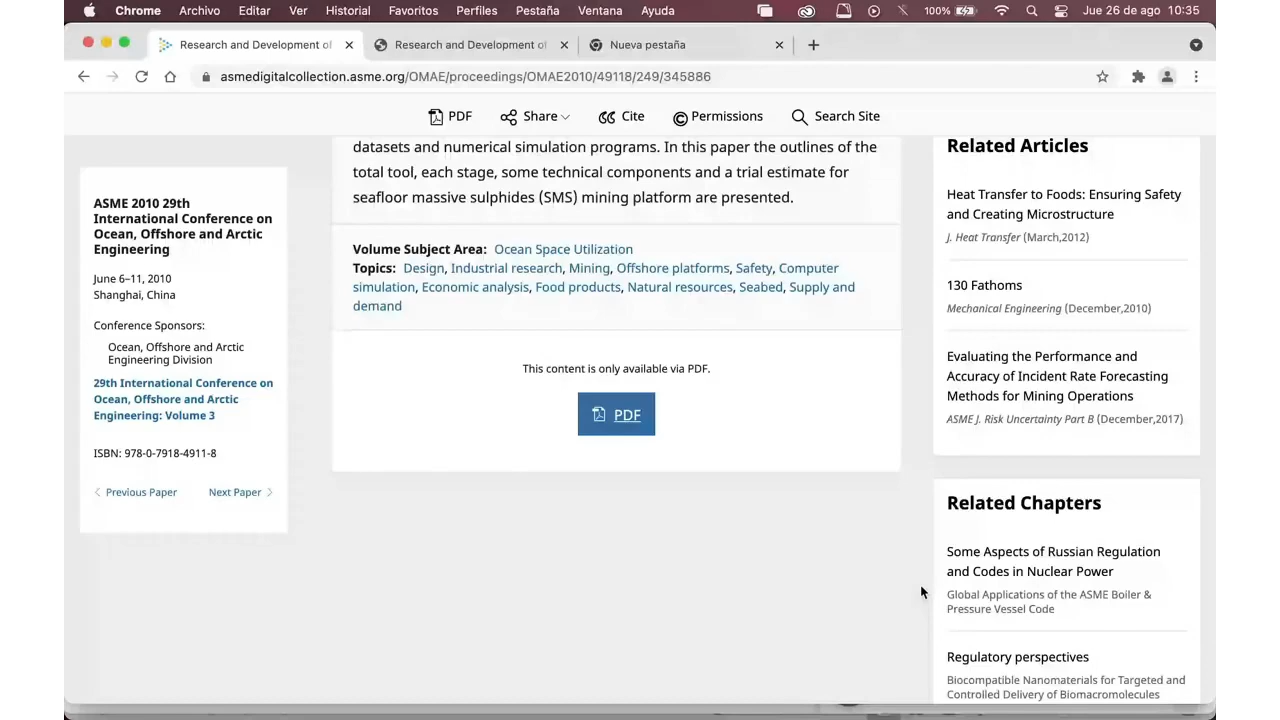 Chrome Archivo Editar Ver Historial Favoritos Perfiles Pestaña Ventana Ayuda 100% Jue 26 de ago 10:35
Research and Development of Research and Development of Nueva pestaña
asmedigitalcollection.asme.org/OMAE/proceedings/OMAE2010/49118/249/345886
PDF Share Cite Permissions Search Site
ASME 2010 29th
International Conference on
Ocean, Offshore and Arctic
Engineering
June 6–11, 2010
Shanghai, China
Conference Sponsors:
Ocean, Offshore and Arctic
Engineering Division
29th International Conference on
Ocean, Offshore and Arctic
Engineering: Volume 3
ISBN: 978-0-7918-4911-8
Previous Paper Next Paper
datasets and numerical simulation programs. In this paper the outlines of the
total tool, each stage, some technical components and a trial estimate for
seafloor massive sulphides (SMS) mining platform are presented.
Volume Subject Area: Ocean Space Utilization
Topics: Design, Industrial research, Mining, Offshore platforms, Safety, Computer
simulation, Economic analysis, Food products, Natural resources, Seabed, Supply and
demand
This content is only available via PDF.
PDF
Related Articles
Heat Transfer to Foods: Ensuring Safety
and Creating Microstructure
J. Heat Transfer (March,2012)
130 Fathoms
Mechanical Engineering (December,2010)
Evaluating the Performance and
Accuracy of Incident Rate Forecasting
Methods for Mining Operations
ASME J. Risk Uncertainty Part B (December,2017)
Related Chapters
Some Aspects of Russian Regulation
and Codes in Nuclear Power
Global Applications of the ASME Boiler &
Pressure Vessel Code
Regulatory perspectives
Biocompatible Nanomaterials for Targeted and
Controlled Delivery of Biomacromolecules